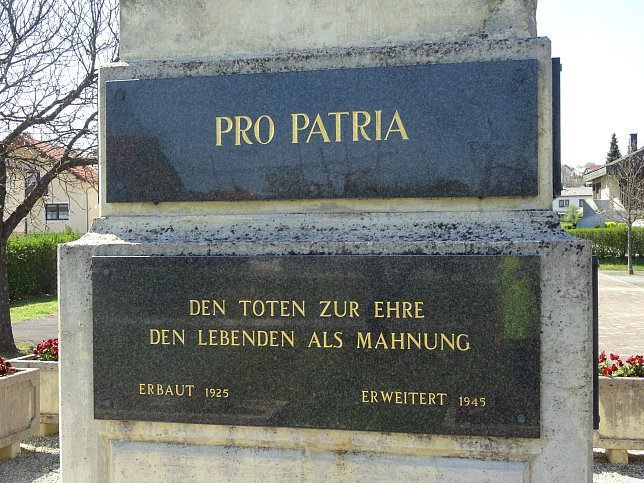 PRO PATRIA
DEN TOTEN ZUR EHRE
DEN LEBENDEN ALS MAHNUNG
ERBAUT 1925 ERWEITERT 1945